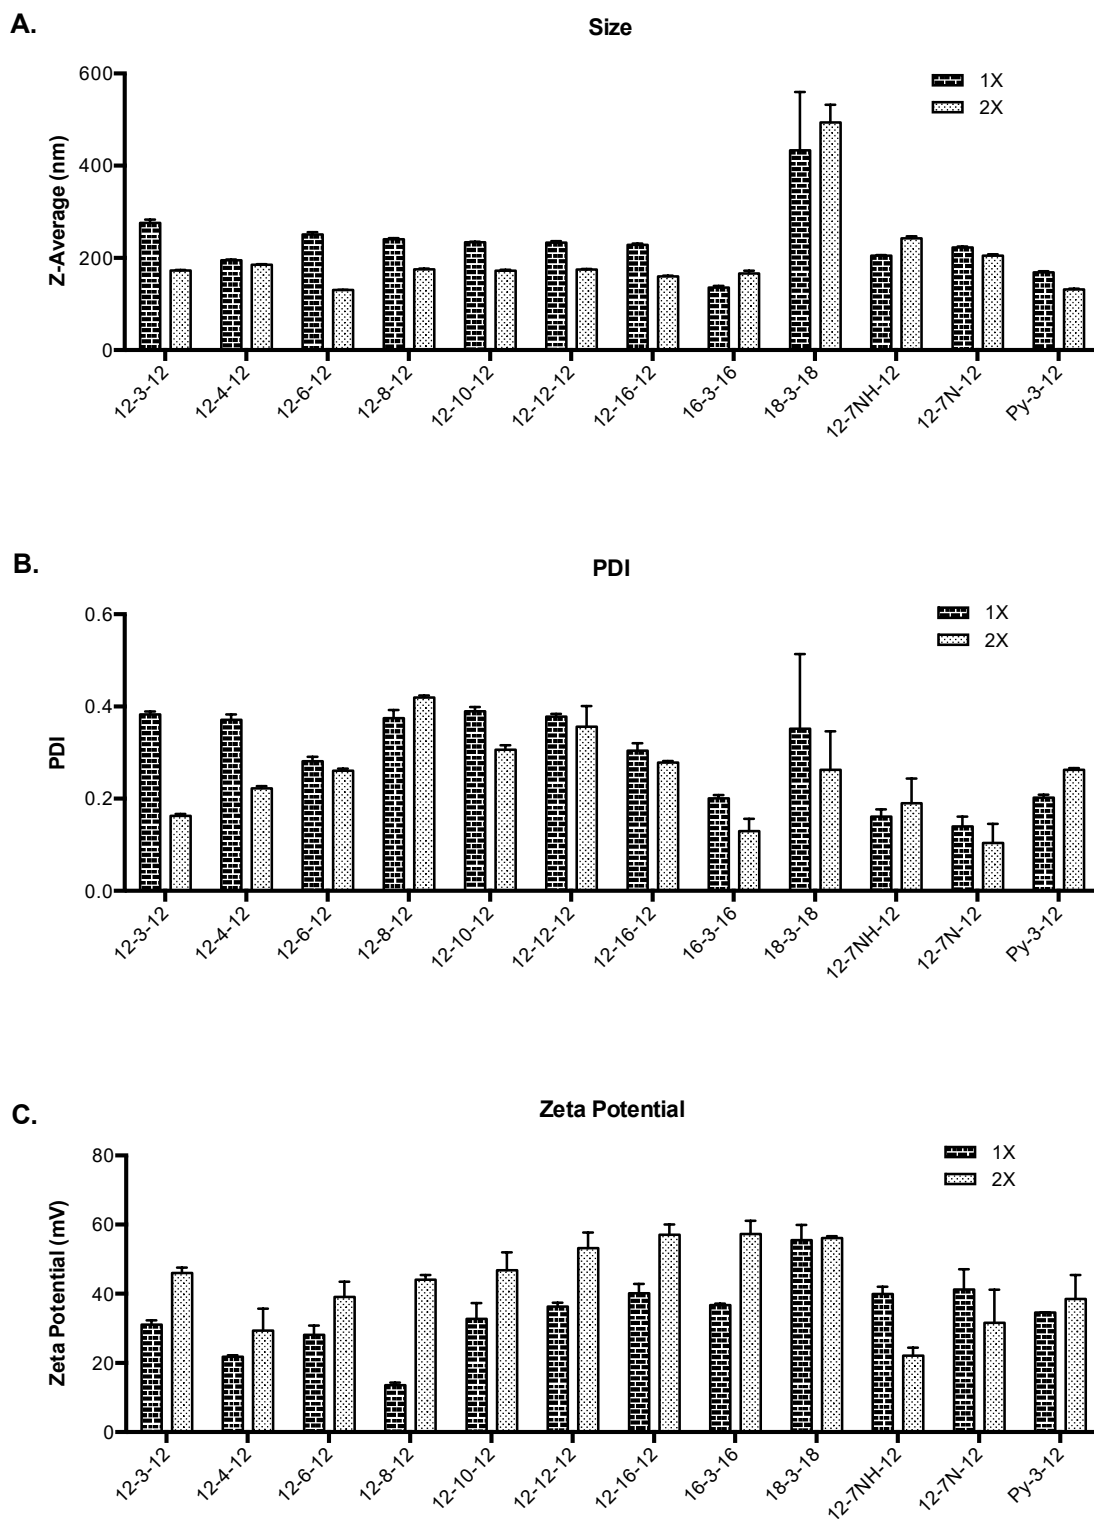 A.
Size
1X
2X
Z-Average (nm)
600
400
200
0
12-3-12
12-4-12
12-6-12
12-8-12
12-10-12
12-12-12
12-16-12
16-3-16
18-3-18
12-7NH-12
12-7N-12
Py-3-12
B.
PDI
1X
2X
PDI
0.6
0.4
0.2
0.0
12-3-12
12-4-12
12-6-12
12-8-12
12-10-12
12-12-12
12-16-12
16-3-16
18-3-18
12-7NH-12
12-7N-12
Py-3-12
C.
Zeta Potential
1X
2X
Zeta Potential (mV)
80
60
40
20
0
12-3-12
12-4-12
12-6-12
12-8-12
12-10-12
12-12-12
12-16-12
16-3-16
18-3-18
12-7NH-12
12-7N-12
Py-3-12